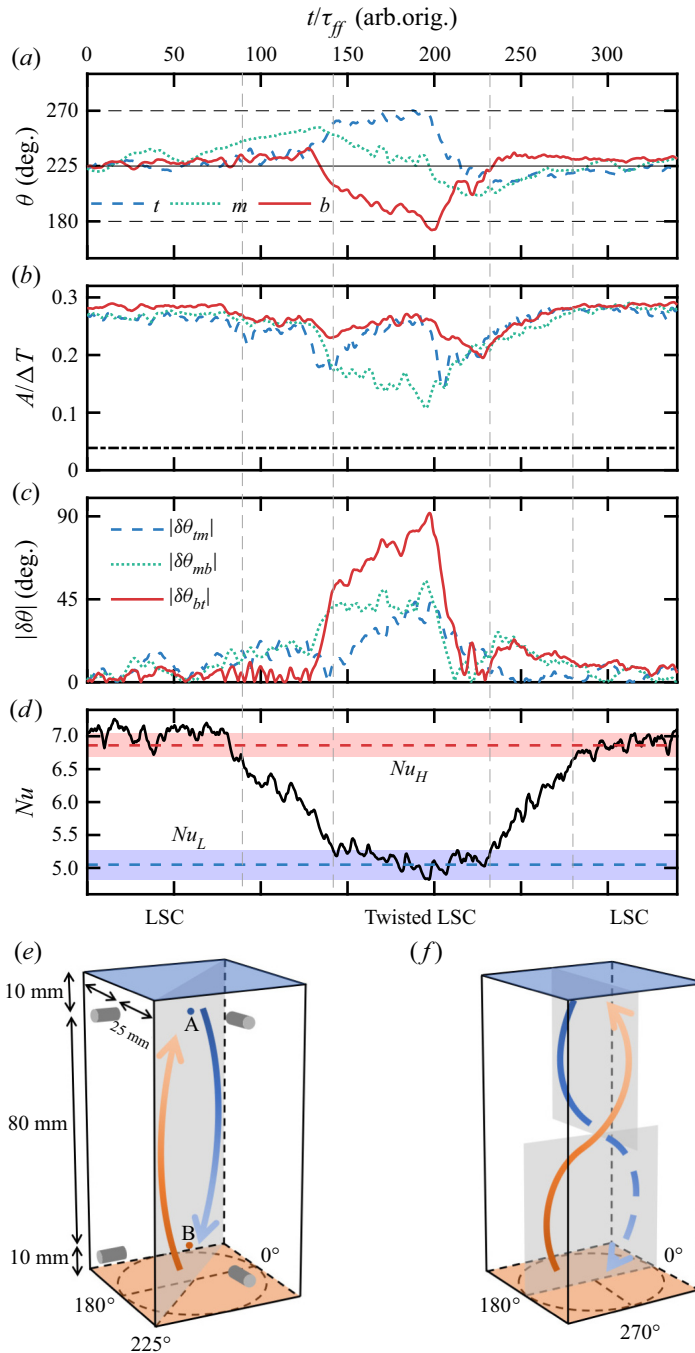 t/τ_ff (arb.orig.)
(a) 0 50 100 150 200 250 300
270
θ (deg.)
225
180
t m b
(b)
0.3
A/ΔT
0.2
0.1
0
(c)
90
|δθ_tm|
|δθ_mb|
|δθ_bt|
|δθ| (deg.)
45
0
(d)
7.0
Nu_H
6.5
Nu
6.0
5.5
Nu_L
5.0
LSC Twisted LSC LSC
(e) (f)
10 mm
25 mm
A
80 mm
B
10 mm
0° 0°
180° 180°
225° 270°